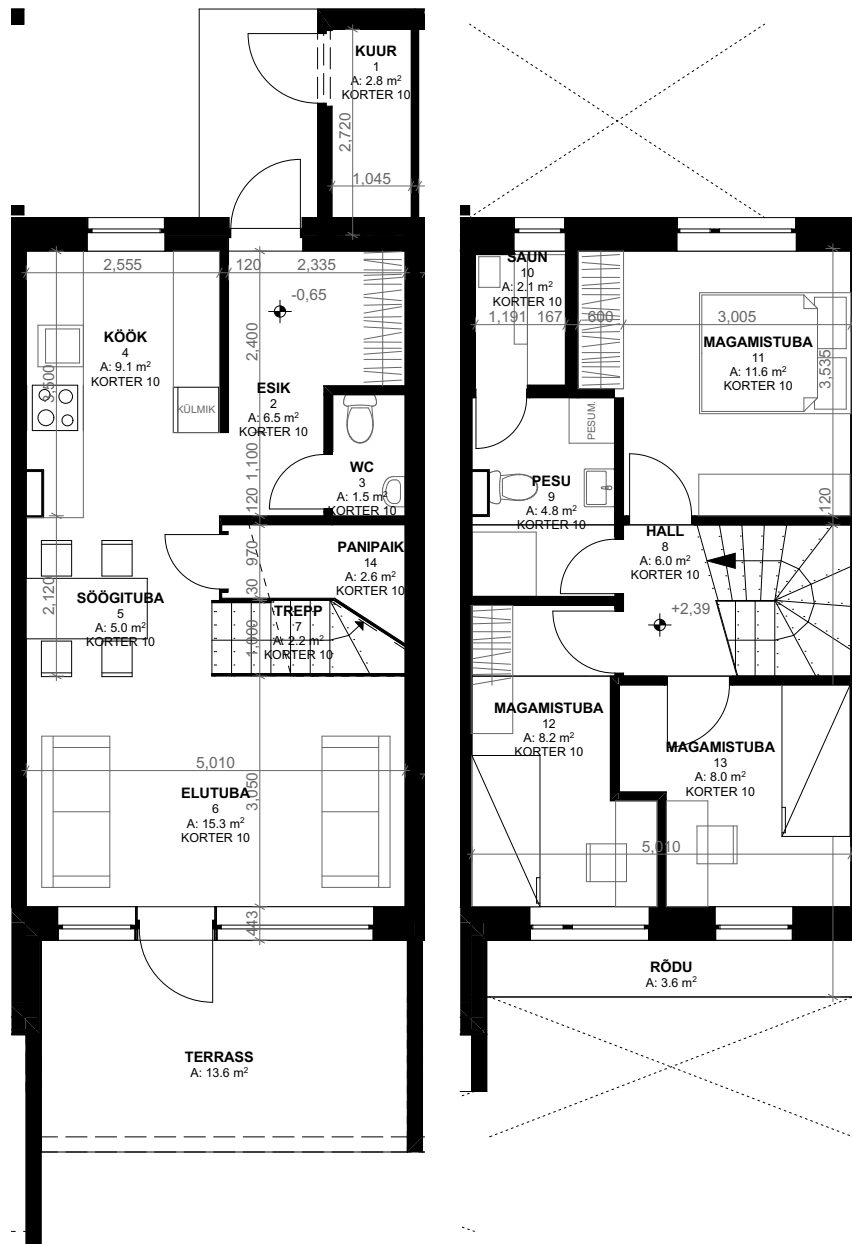 KUUR
1
A: 2.8 m²
KORTER 10
2,720
1,045
2,555
120
2,335
-0,65
2,400
KÖÖK
4
A: 9.1 m²
KORTER 10
3,500
KÜLMIK
ESIK
2
A: 6.5 m²
KORTER 10
1,100
120
WC
3
A: 1.5 m²
KORTER 10
970
PANIPAIK
14
A: 2.6 m²
KORTER 10
2,120
SÖÖGITUBA
5
A: 5.0 m²
KORTER 10
TREPP
7
A: 2.2 m²
KORTER 10
1,000
5,010
3,050
ELUTUBA
6
A: 15.3 m²
KORTER 10
443
TERRASS
A: 13.6 m²
SAUN
10
A: 2.1 m²
KORTER 10
1,191
167
600
3,005
MAGAMISTUBA
11
A: 11.6 m²
KORTER 10
3,535
PESUM.
PESU
9
A: 4.8 m²
KORTER 10
120
HALL
8
A: 6.0 m²
KORTER 10
+2,39
MAGAMISTUBA
12
A: 8.2 m²
KORTER 10
MAGAMISTUBA
13
A: 8.0 m²
KORTER 10
5,010
RÕDU
A: 3.6 m²